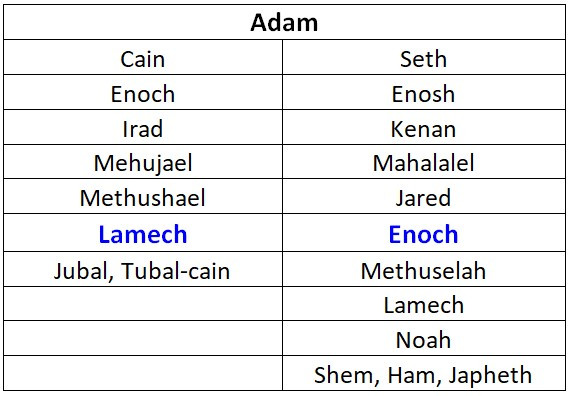 Adam
Cain Seth
Enoch Enosh
Irad Kenan
Mehujael Mahalalel
Methushael Jared
Lamech Enoch
Jubal, Tubal-cain Methuselah
Lamech
Noah
Shem, Ham, Japheth